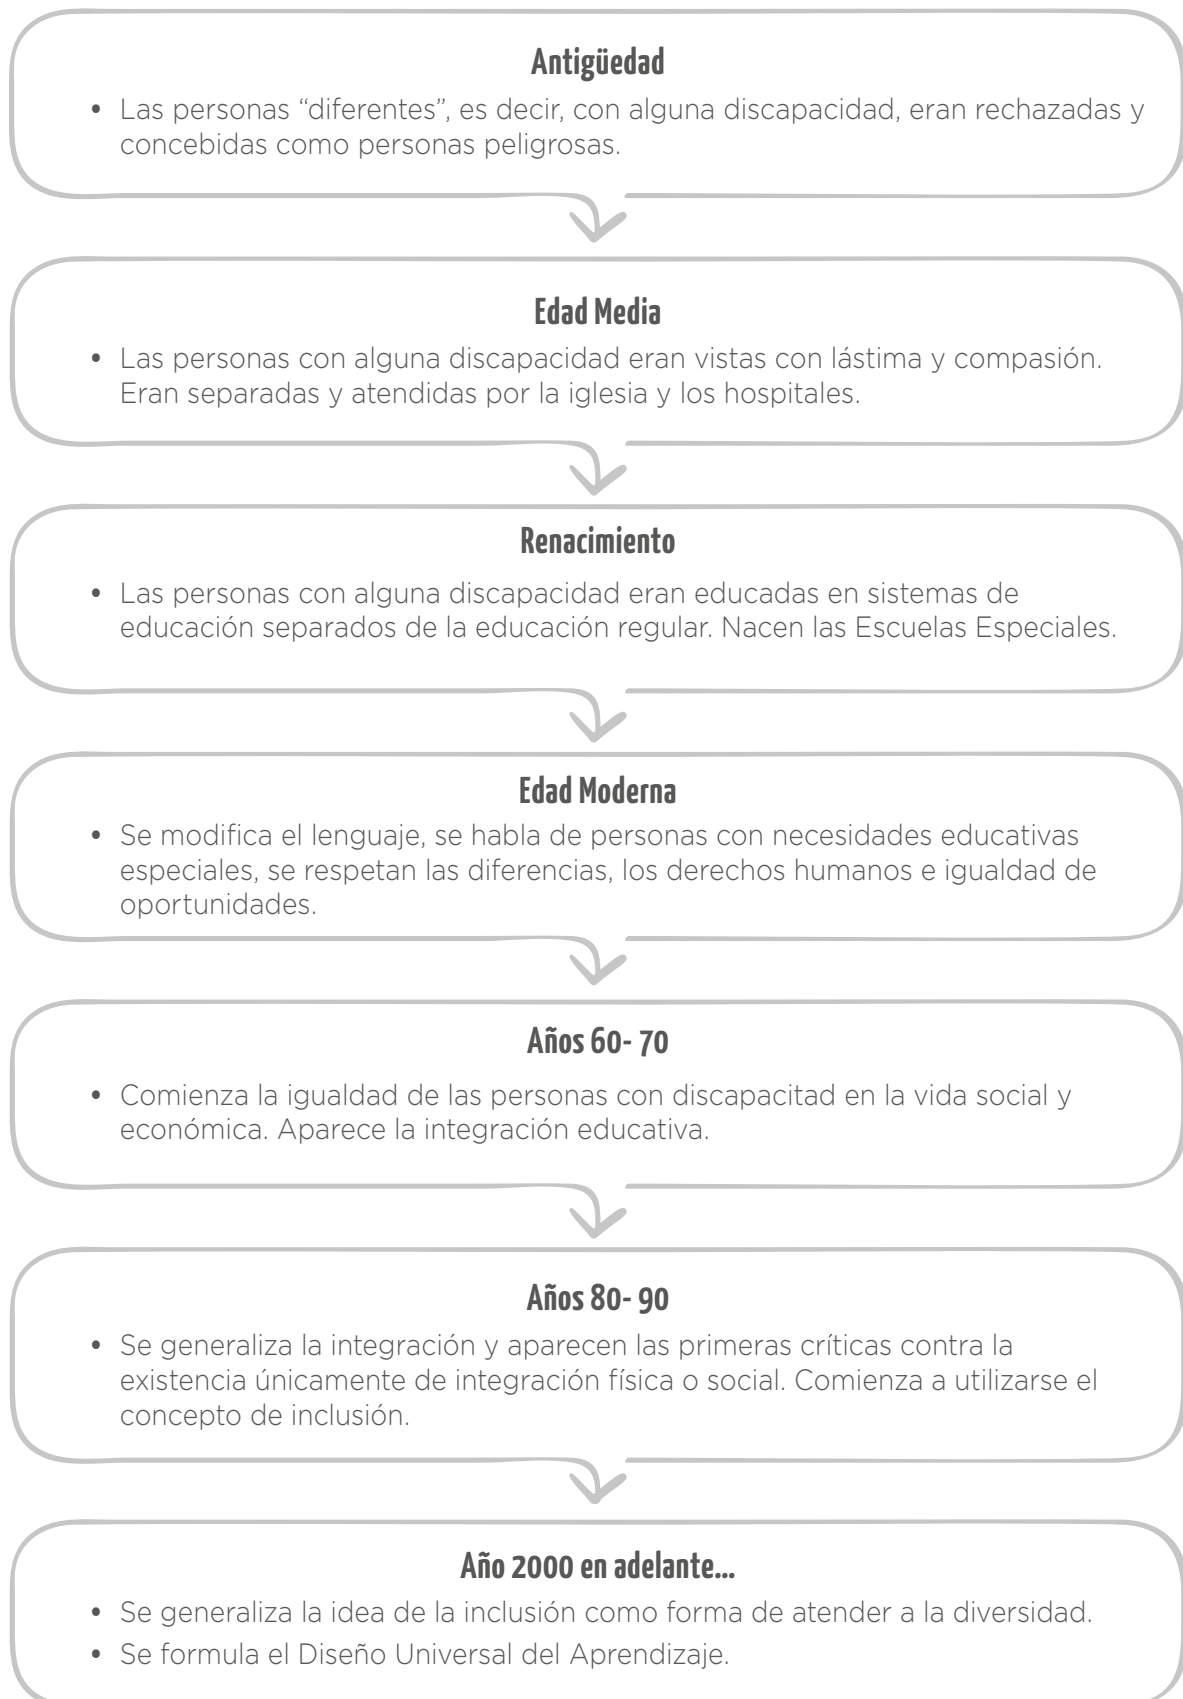 Antigüedad
• Las personas “diferentes”, es decir, con alguna discapacidad, eran rechazadas y
concebidas como personas peligrosas.
Edad Media
• Las personas con alguna discapacidad eran vistas con lástima y compasión.
Eran separadas y atendidas por la iglesia y los hospitales.
Renacimiento
• Las personas con alguna discapacidad eran educadas en sistemas de
educación separados de la educación regular. Nacen las Escuelas Especiales.
Edad Moderna
• Se modifica el lenguaje, se habla de personas con necesidades educativas
especiales, se respetan las diferencias, los derechos humanos e igualdad de
oportunidades.
Años 60- 70
• Comienza la igualdad de las personas con discapacitad en la vida social y
económica. Aparece la integración educativa.
Años 80- 90
• Se generaliza la integración y aparecen las primeras críticas contra la
existencia únicamente de integración física o social. Comienza a utilizarse el
concepto de inclusión.
Año 2000 en adelante...
• Se generaliza la idea de la inclusión como forma de atender a la diversidad.
• Se formula el Diseño Universal del Aprendizaje.